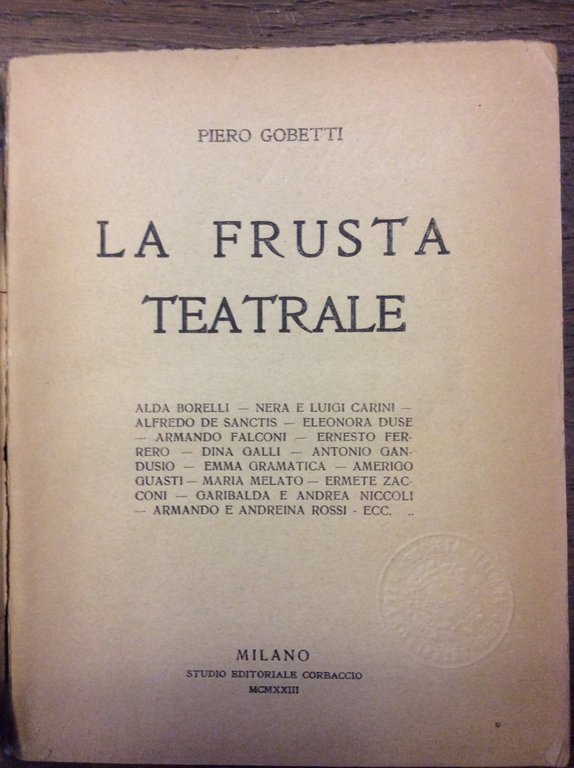 PIERO GOBETTI
LA FRUSTA
TEATRALE
ALDA BORELLI — NERA E LUIGI CARINI —
ALFREDO DE SANCTIS — ELEONORA DUSE
— ARMANDO FALCONI — ERNESTO FER-
RERO — DINA GALLI — ANTONIO GAN-
DUSIO — EMMA GRAMATICA — AMERIGO
GUASTI — MARIA MELATO — ERMETE ZAC-
CONI — GARIBALDA E ANDREA NICCOLI
— ARMANDO E ANDREINA ROSSI - ECC. ..
MILANO
STUDIO EDITORIALE CORBACCIO
MCMXXIII